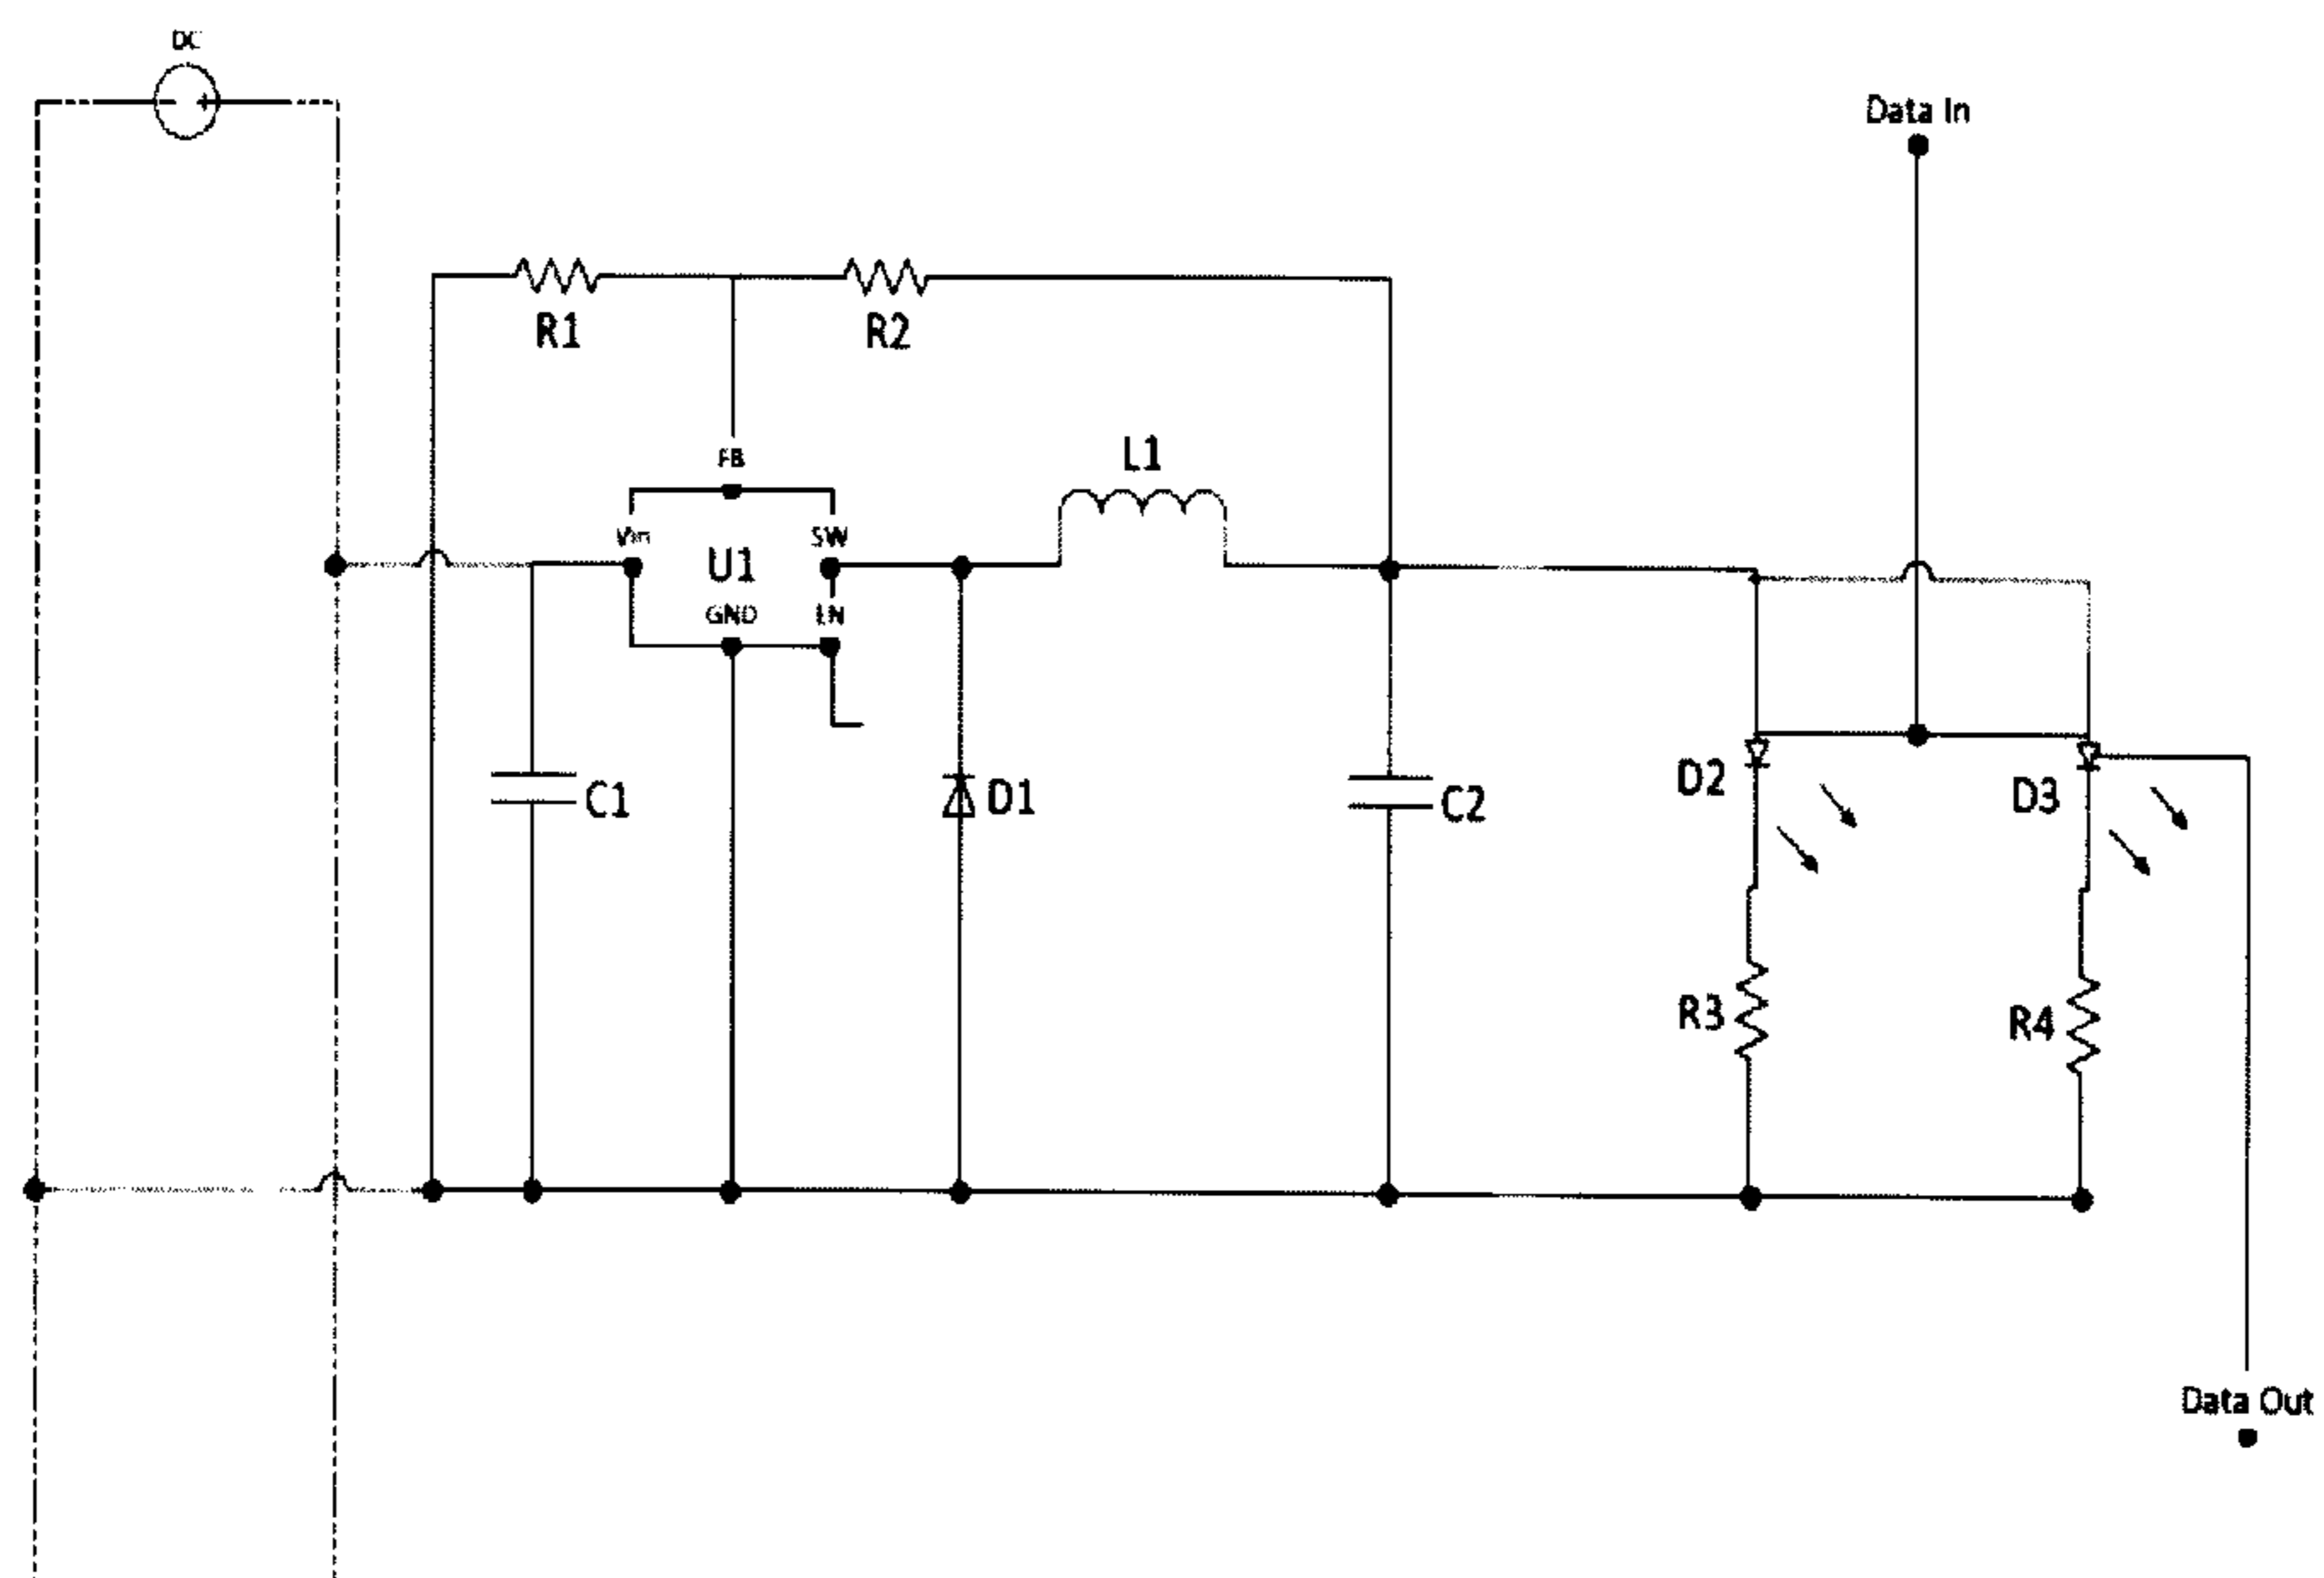 DC
Data In
R1
R2
FB
L1
Vin
SW
U1
GND
EN
C1
D1
C2
D2
D3
R3
R4
Data Out